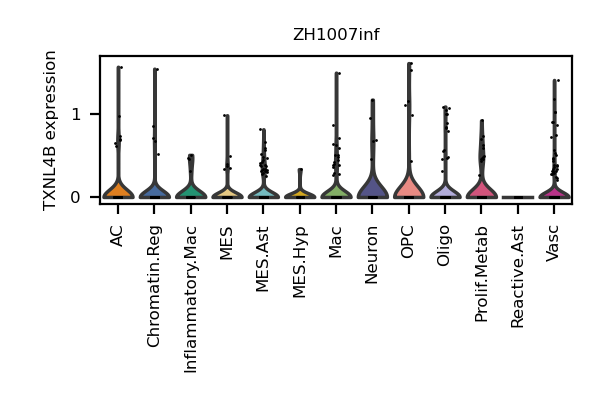 ZH1007inf
TXNL4B expression
1
0
AC
Chromatin.Reg
Inflammatory.Mac
MES
MES.Ast
MES.Hyp
Mac
Neuron
OPC
Oligo
Prolif.Metab
Reactive.Ast
Vasc